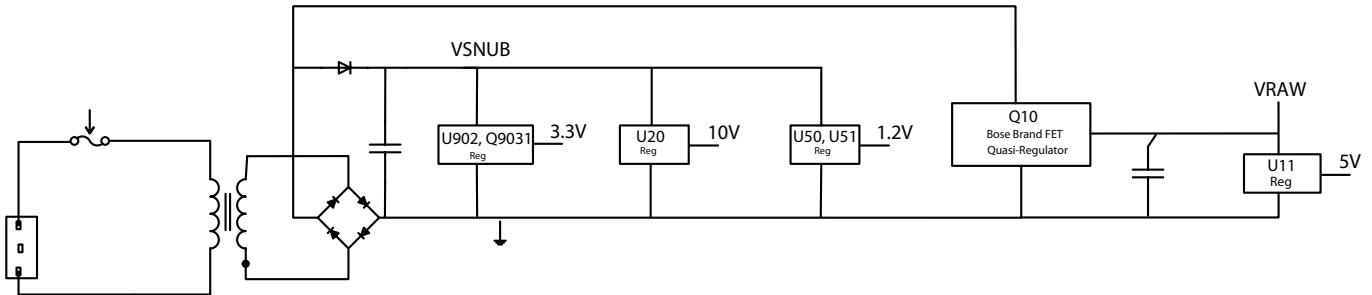 VSNUB
U902, Q9031
Reg
3.3V
U20
Reg
10V
U50, U51
Reg
1.2V
Q10
Bose Brand FET
Quasi-Regulator
VRAW
U11
Reg
5V